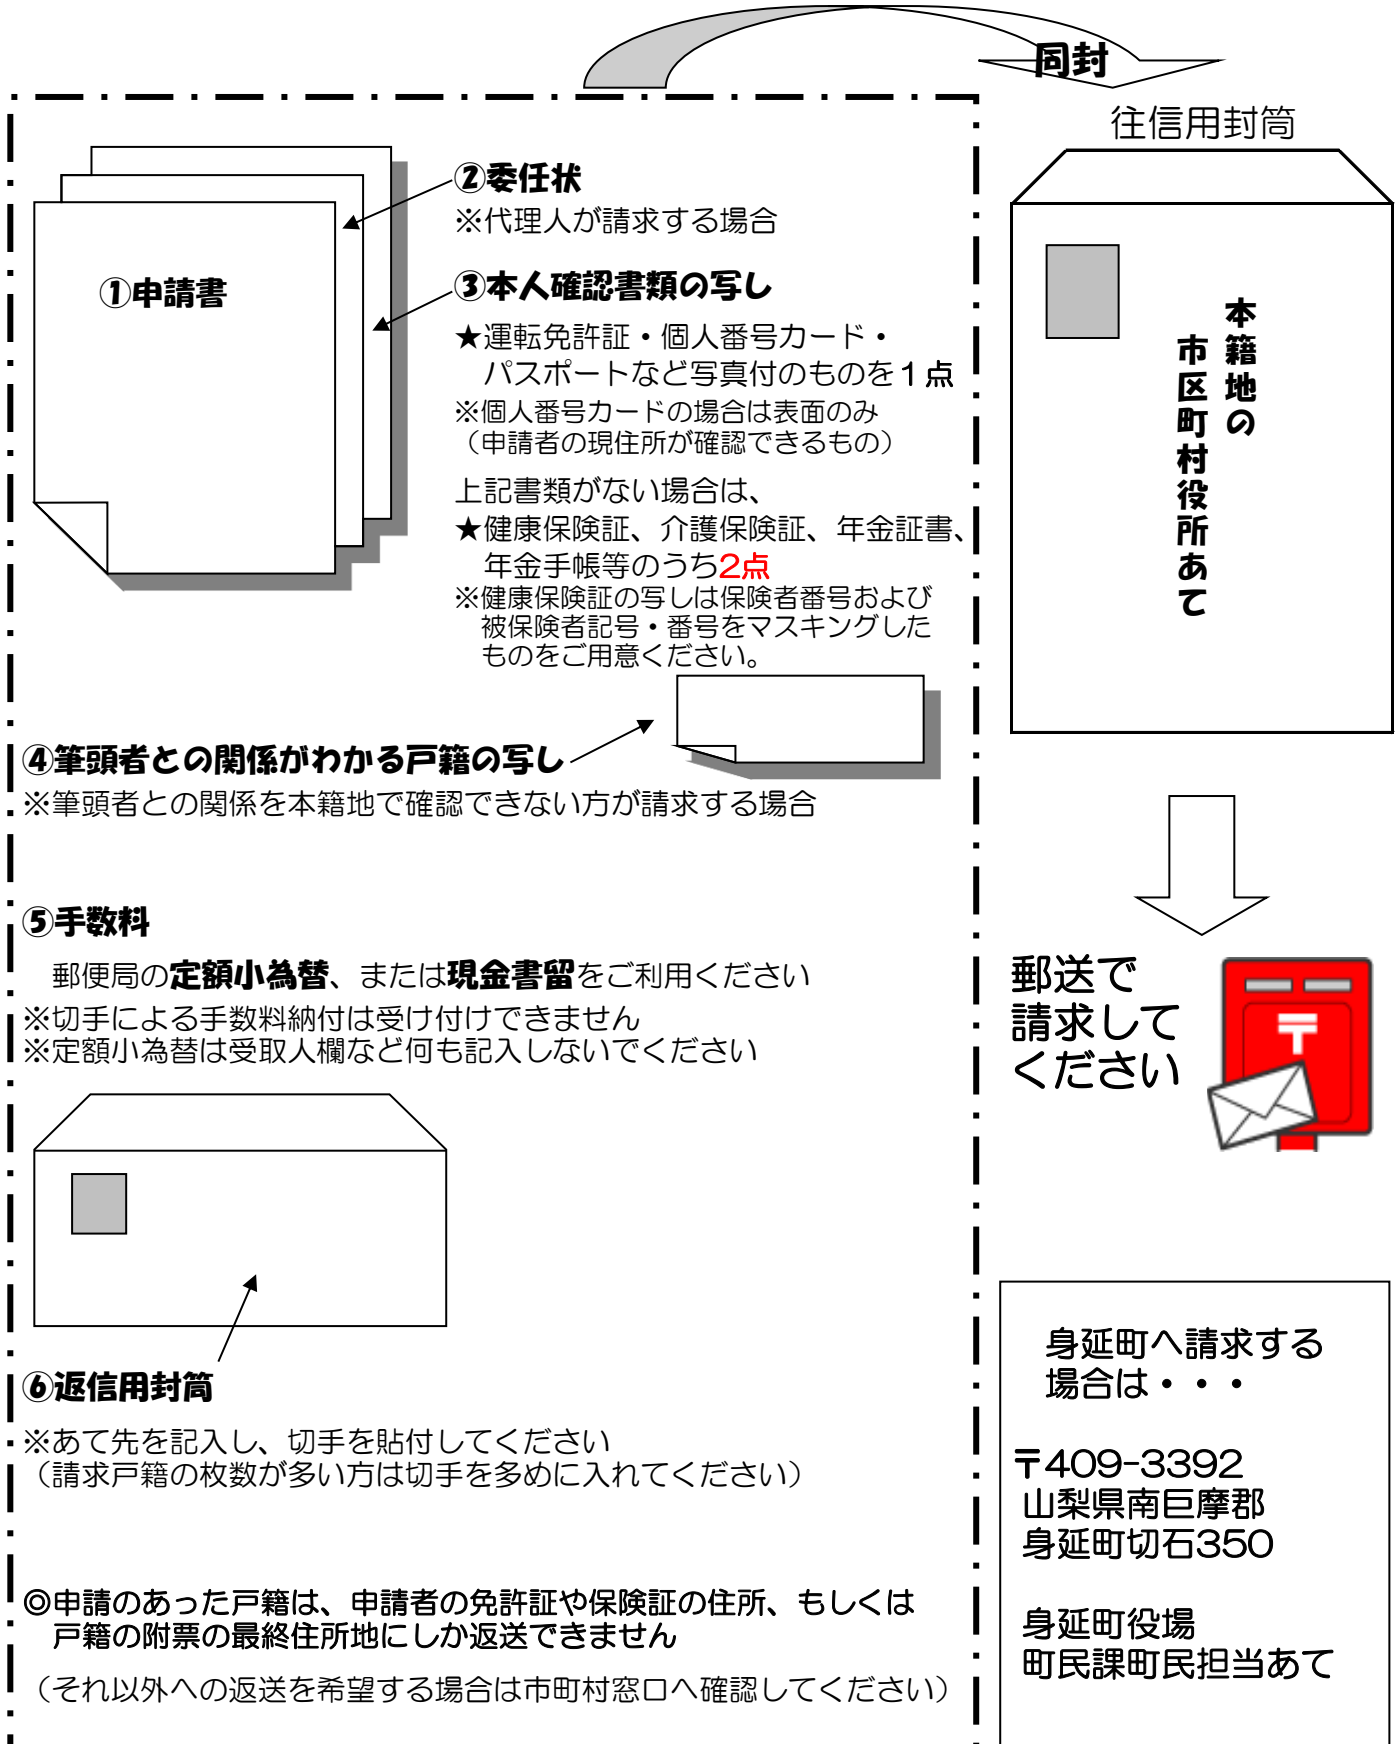 同封
往信用封筒
①申請書
②委任状
※代理人が請求する場合
③本人確認書類の写し
★運転免許証・個人番号カード・
パスポートなど写真付のものを１点
※個人番号カードの場合は表面のみ
（申請者の現住所が確認できるもの）
上記書類がない場合は、
★健康保険証、介護保険証、年金証書、
年金手帳等のうち2点
※健康保険証の写しは保険者番号および
被保険者記号・番号をマスキングした
ものをご用意ください。
④筆頭者との関係がわかる戸籍の写し
※筆頭者との関係を本籍地で確認できない方が請求する場合
⑤手数料
郵便局の定額小為替、または現金書留をご利用ください
※切手による手数料納付は受け付けできません
※定額小為替は受取人欄など何も記入しないでください
⑥返信用封筒
※あて先を記入し、切手を貼付してください
（請求戸籍の枚数が多い方は切手を多めに入れてください）
◎申請のあった戸籍は、申請者の免許証や保険証の住所、もしくは
戸籍の附票の最終住所地にしか返送できません
（それ以外への返送を希望する場合は市町村窓口へ確認してください）
本籍地の
市区町村役所あて
郵送で
請求して
ください
〒
身延町へ請求する
場合は・・・
〒409-3392
山梨県南巨摩郡
身延町切石350
身延町役場
町民課町民担当あて